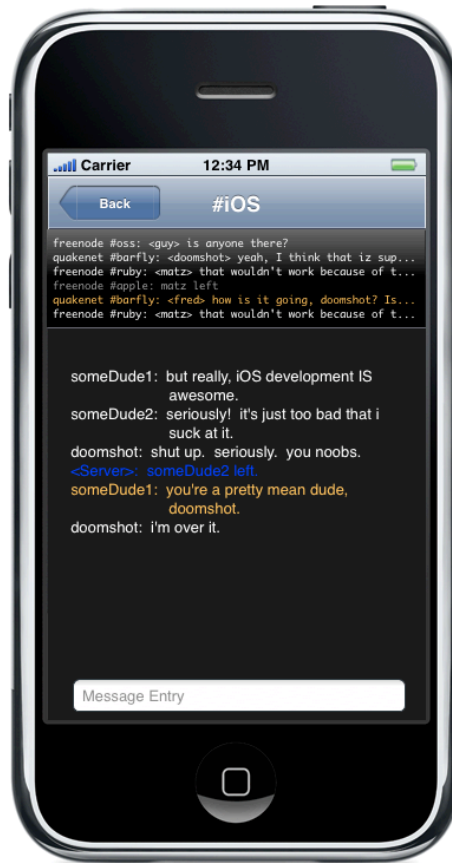 Carrier 12:34 PM
Back #iOS
freenode #oss: <guy> is anyone there?
quakenet #barfly: <doomshot> yeah, I think that iz sup...
freenode #ruby: <matz> that wouldn't work because of t...
freenode #apple: matz left
quakenet #barfly: <fred> how is it going, doomshot? Is...
freenode #ruby: <matz> that wouldn't work because of t...
someDude1: but really, iOS development IS
awesome.
someDude2: seriously! it's just too bad that i
suck at it.
doomshot: shut up. seriously. you noobs.
<Server>: someDude2 left.
someDude1: you're a pretty mean dude,
doomshot.
doomshot: i'm over it.
Message Entry